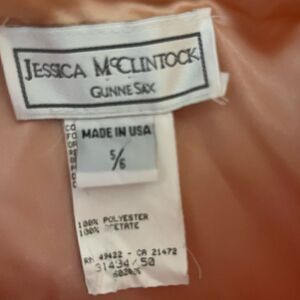 JESSICA McCLINTOCK
GUNNE SAX
MADE IN USA
5/6
100% POLYESTER
100% ACETATE
RN 49422 - CA 21472